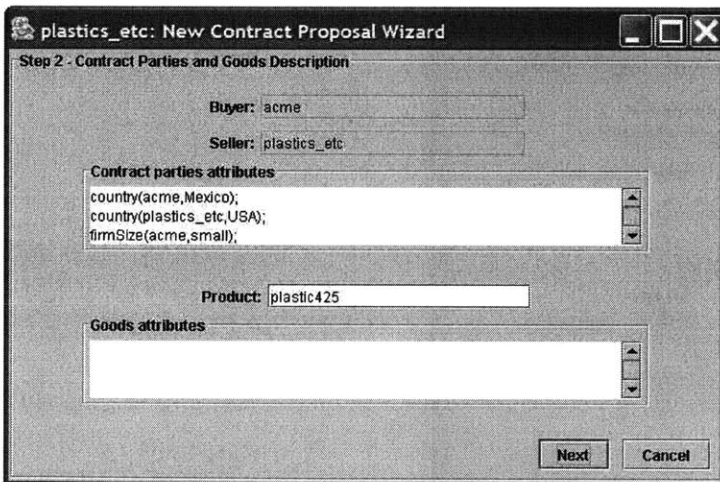 plastics_etc: New Contract Proposal Wizard
Step 2 - Contract Parties and Goods Description
Buyer: acme
Seller: plastics_etc
Contract parties attributes
country(acme,Mexico);
country(plastics_etc,USA);
firmSize(acme,small);
Product: plastic425
Goods attributes
Next Cancel